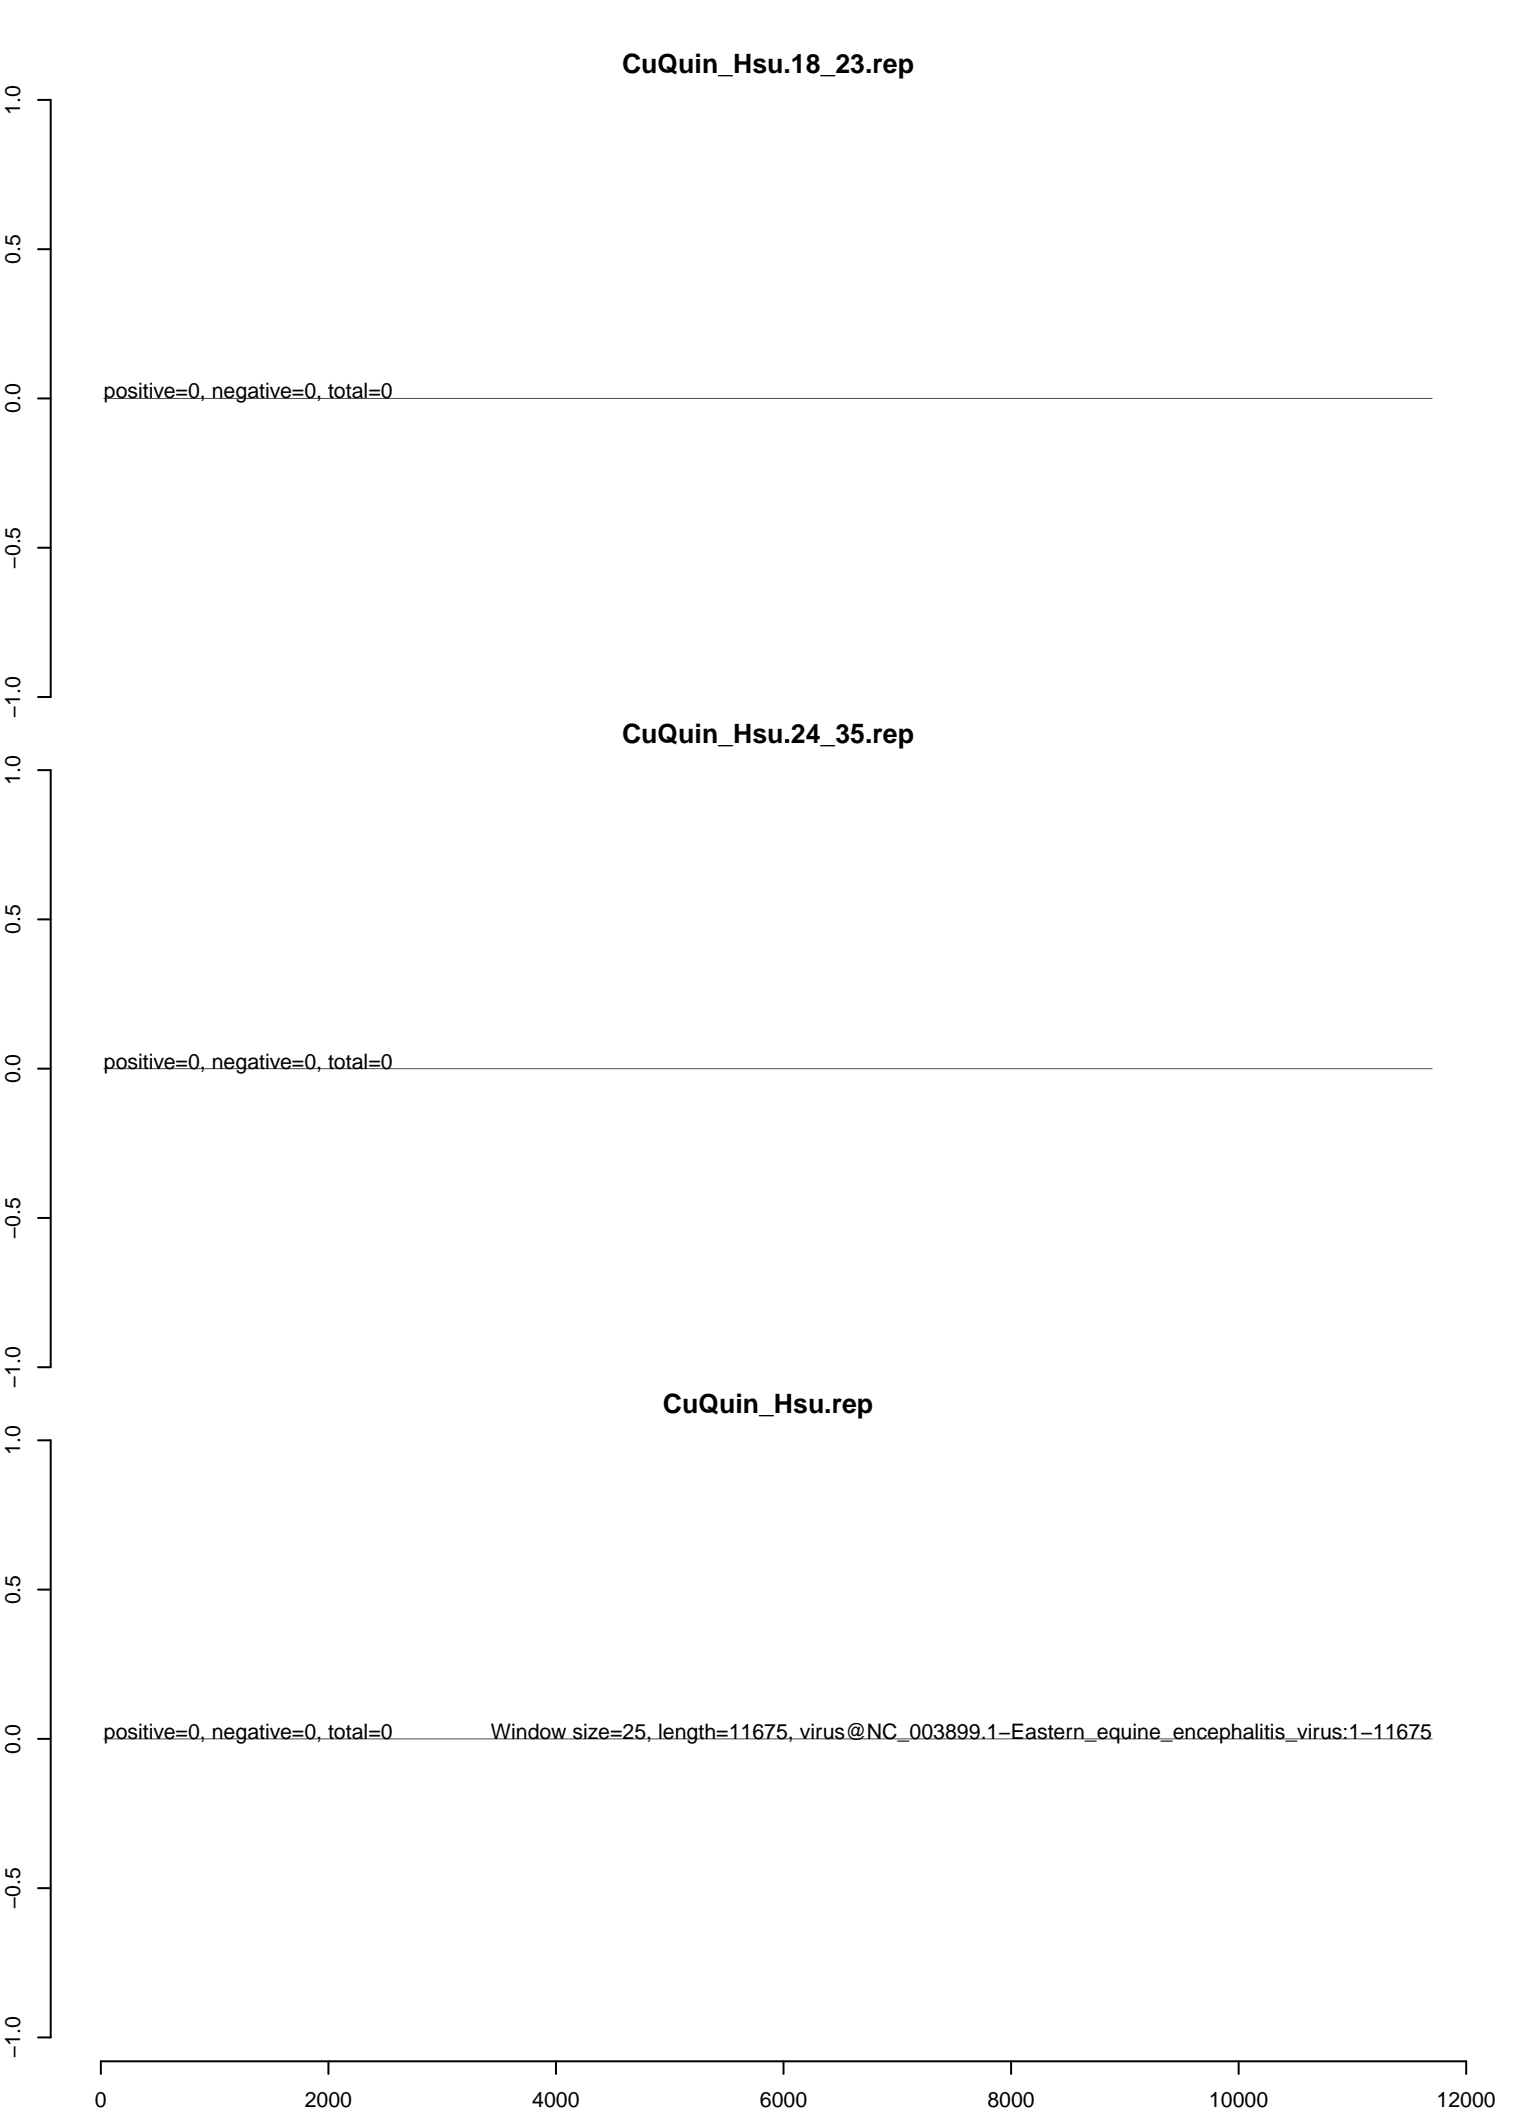 CuQuin_Hsu.18_23.rep
1.0
0.5
0.0
−0.5
−1.0
positive=0, negative=0, total=0
CuQuin_Hsu.24_35.rep
1.0
0.5
0.0
−0.5
−1.0
positive=0, negative=0, total=0
CuQuin_Hsu.rep
1.0
0.5
0.0
−0.5
−1.0
positive=0, negative=0, total=0
Window size=25, length=11675, virus@NC_003899.1−Eastern_equine_encephalitis_virus:1−11675
0 2000 4000 6000 8000 10000 12000